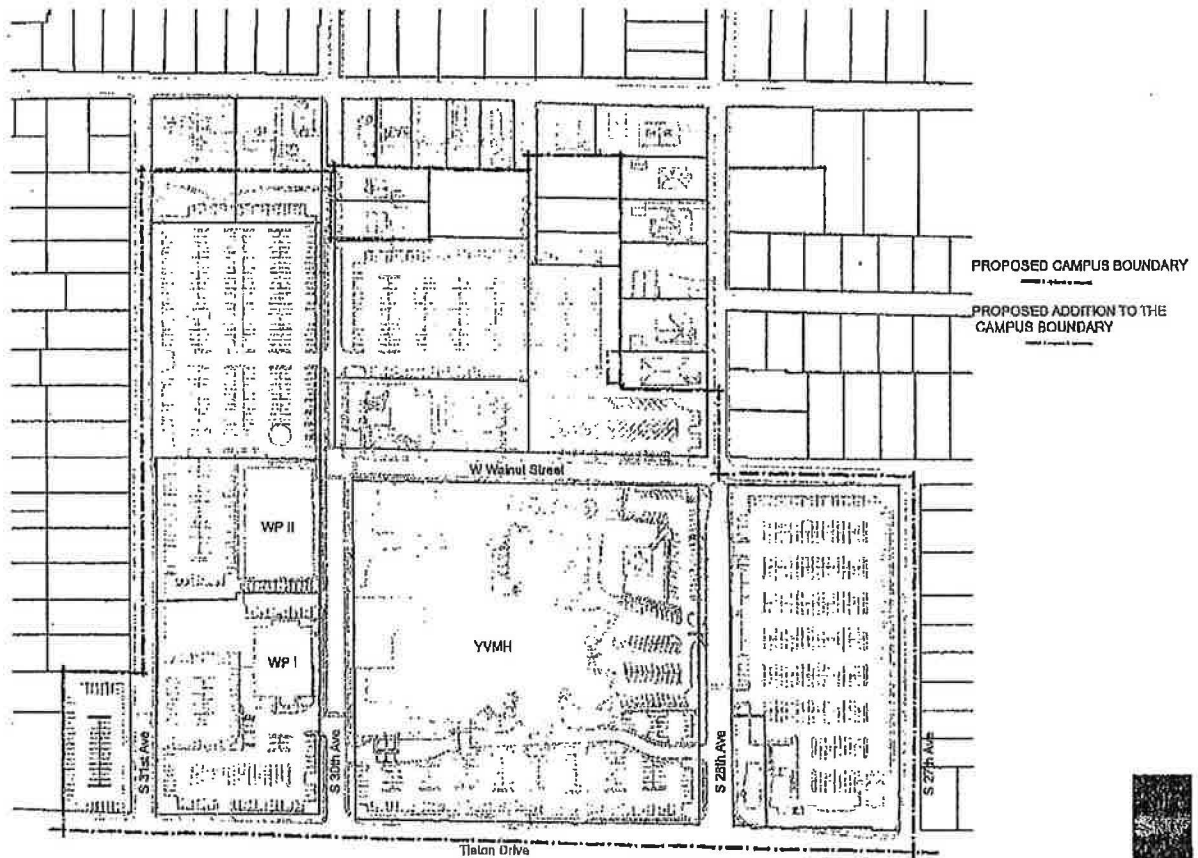 PROPOSED CAMPUS BOUNDARY
PROPOSED ADDITION TO THE
CAMPUS BOUNDARY
W Walnut Street
WP II
YVMH
WP I
S 31st Ave
S 30th Ave
S 28th Ave
S 27th Ave
Tieton Drive